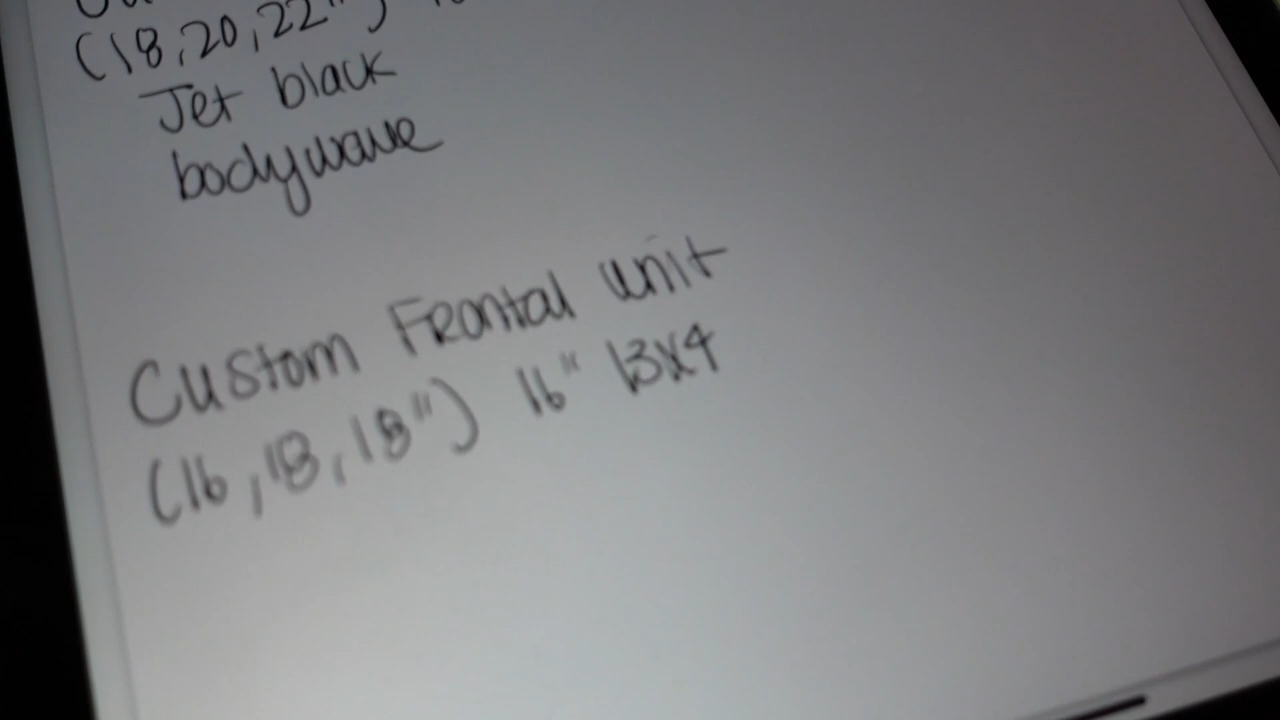 (18,20,22")
Jet black
bodywave
Custom Frontal unit
(16,18,18") 16" 13x4